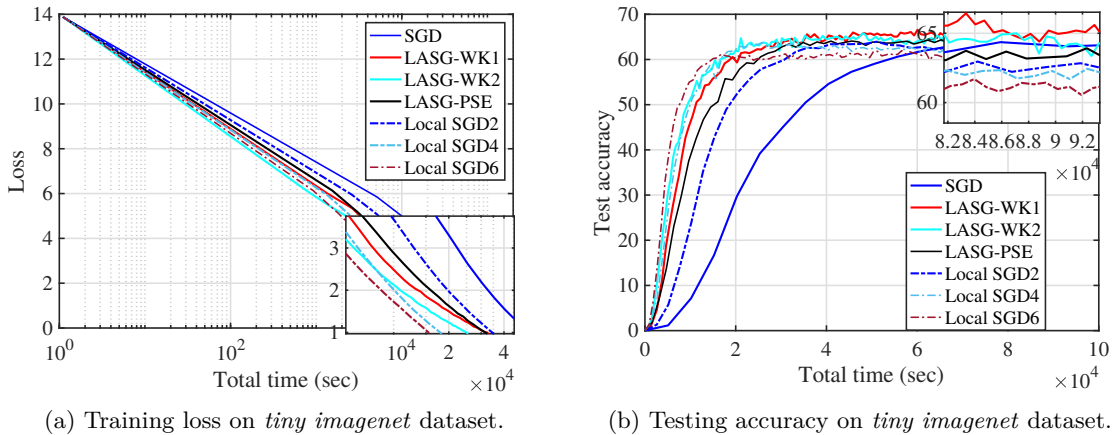 14
12
10
8
6
4
2
0
Loss
SGD
LASG-WK1
LASG-WK2
LASG-PSE
Local SGD2
Local SGD4
Local SGD6
3
2
1
10^0
10^2
10^4
2
4
×10^4
Total time (sec)
(a) Training loss on tiny imagenet dataset.
70
60
50
40
30
20
10
0
Test accuracy
65
60
8.2
8.4
8.6
8.8
9
9.2
×10^4
SGD
LASG-WK1
LASG-WK2
LASG-PSE
Local SGD2
Local SGD4
Local SGD6
0
2
4
6
8
10
×10^4
Total time (sec)
(b) Testing accuracy on tiny imagenet dataset.